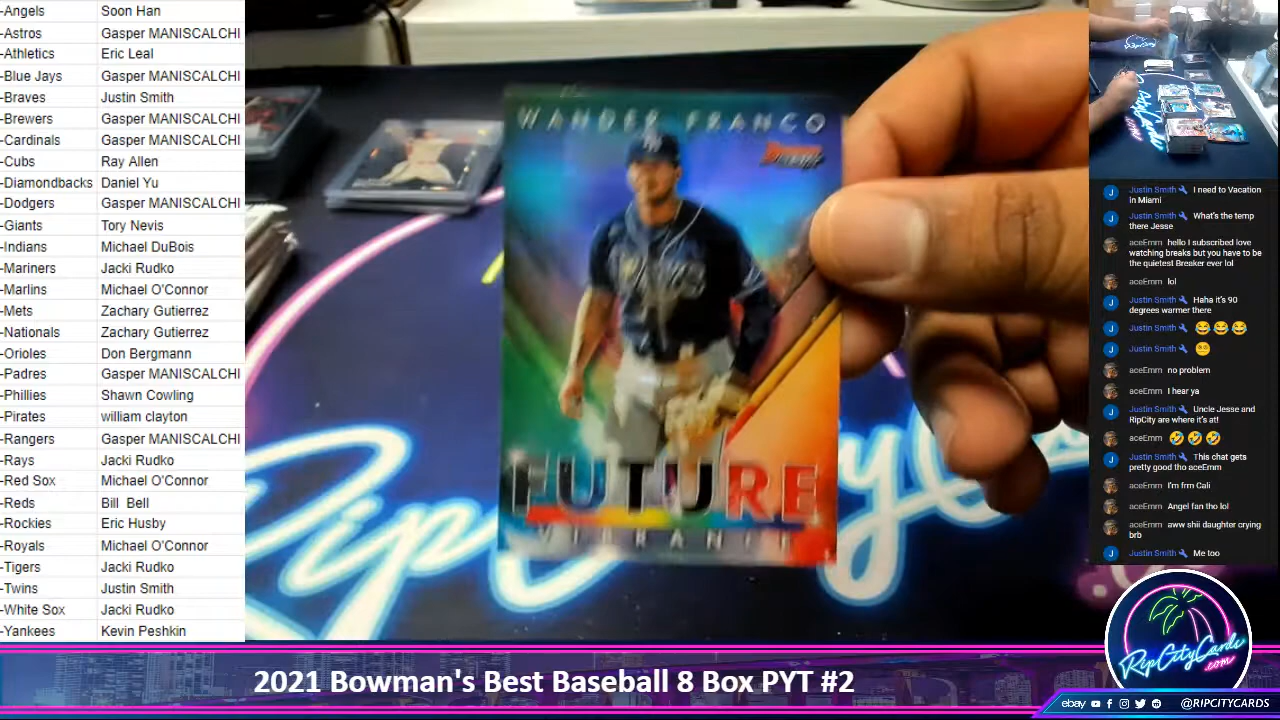 -Angels Soon Han
-Astros Gasper MANISCALCHI
-Athletics Eric Leal
-Blue Jays Gasper MANISCALCHI
-Braves Justin Smith
-Brewers Gasper MANISCALCHI
-Cardinals Gasper MANISCALCHI
-Cubs Ray Allen
-Diamondbacks Daniel Yu
-Dodgers Gasper MANISCALCHI
-Giants Tory Nevis
-Indians Michael DuBois
-Mariners Jacki Rudko
-Marlins Michael O'Connor
-Mets Zachary Gutierrez
-Nationals Zachary Gutierrez
-Orioles Don Bergmann
-Padres Gasper MANISCALCHI
-Phillies Shawn Cowling
-Pirates william clayton
-Rangers Gasper MANISCALCHI
-Rays Jacki Rudko
-Red Sox Michael O'Connor
-Reds Bill Bell
-Rockies Eric Husby
-Royals Michael O'Connor
-Tigers Jacki Rudko
-Twins Justin Smith
-White Sox Jacki Rudko
-Yankees Kevin Peshkin
WANDER FRANCO
RAYS
FUTURE
J Justin Smith I need to Vacation
in Miami
J Justin Smith What's the temp
there Jesse
aceEmm hello I subscribed love
watching breaks but you have to be
the quietest Breaker ever lol
aceEmm lol
J Justin Smith Haha it's 90
degrees warmer there
J Justin Smith 😂😂😂
J Justin Smith 😵
aceEmm no problem
aceEmm I hear ya
J Justin Smith Uncle Jesse and
RipCity are where it's at!
aceEmm 🤣🤣🤣
J Justin Smith This chat gets
pretty good tho aceEmm
aceEmm I'm frm Cali
aceEmm Angel fan tho lol
aceEmm aww shii daughter crying
brb
J Justin Smith Me too
RipCityCards
.com
2021 Bowman's Best Baseball 8 Box PYT #2
ebay @RIPCITYCARDS